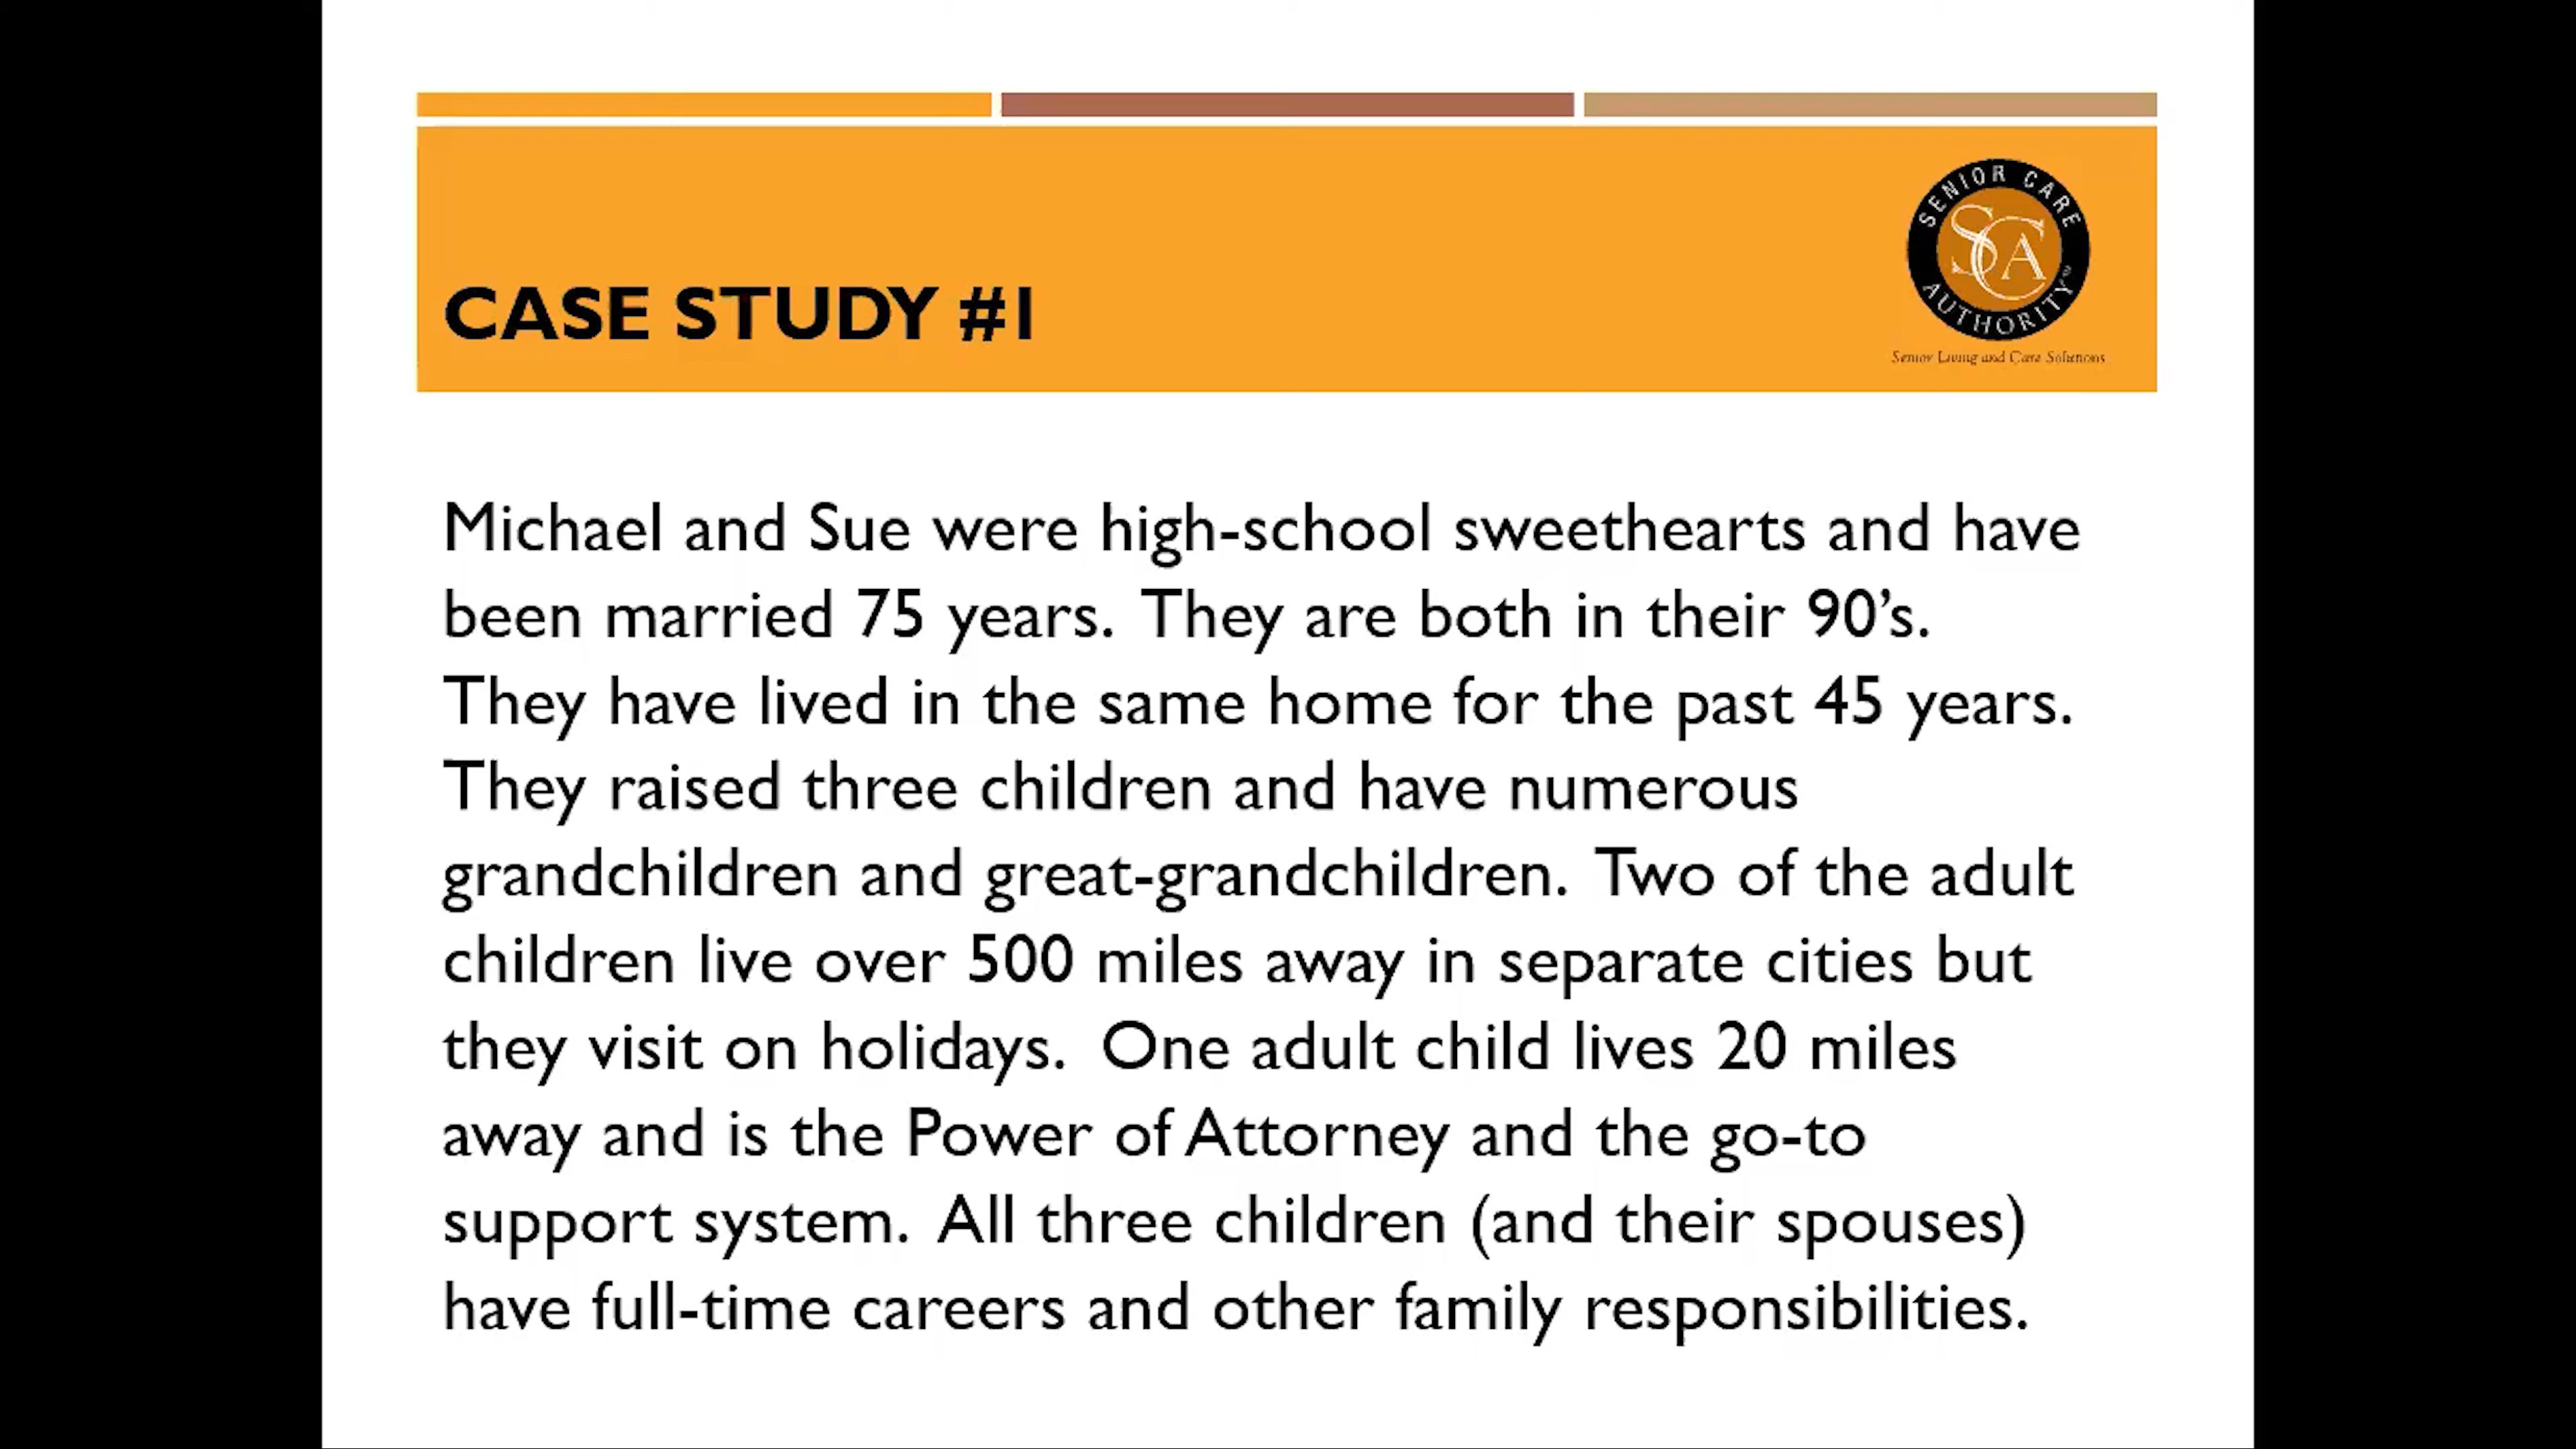 SENIOR CARE
SCA
AUTHORITY®
Senior Living and Care Solutions
CASE STUDY #1
Michael and Sue were high-school sweethearts and have
been married 75 years. They are both in their 90’s.
They have lived in the same home for the past 45 years.
They raised three children and have numerous
grandchildren and great-grandchildren. Two of the adult
children live over 500 miles away in separate cities but
they visit on holidays. One adult child lives 20 miles
away and is the Power of Attorney and the go-to
support system. All three children (and their spouses)
have full-time careers and other family responsibilities.